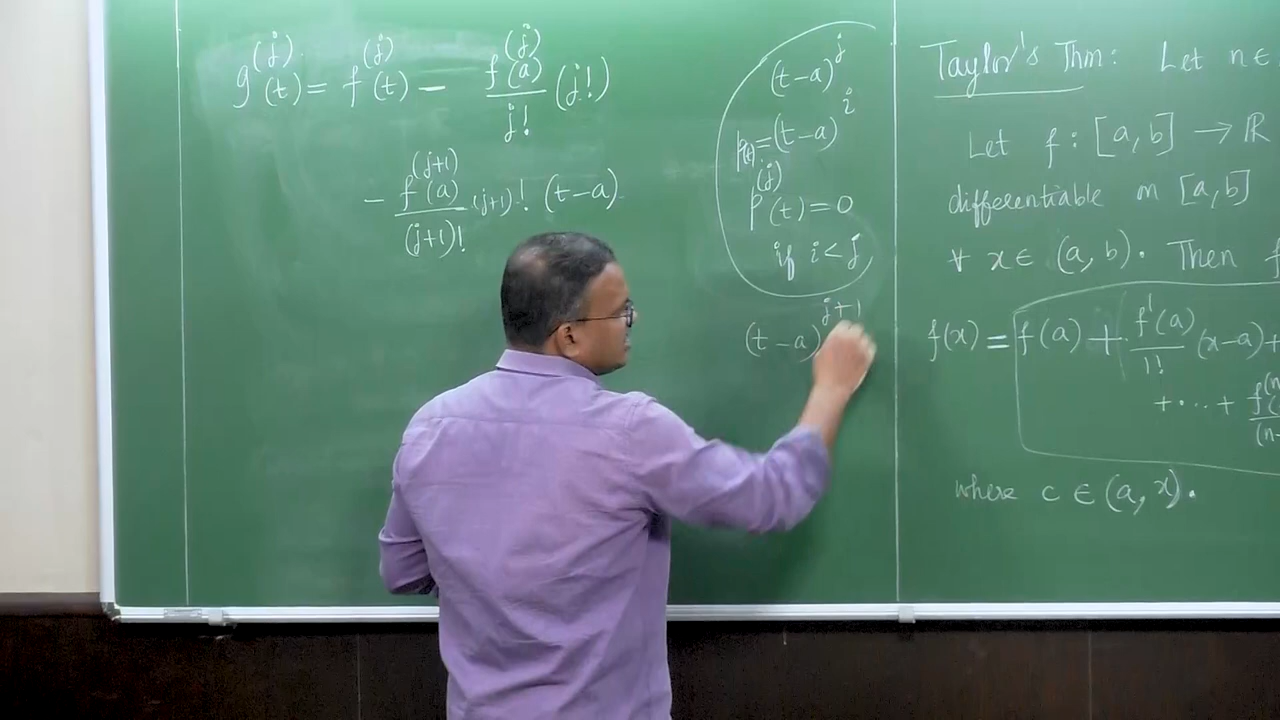 g^(j)(t) = f^(j)(t) − f^(j)(a)/j! (j!)
− f^(j+1)(a)/(j+1)! (j+1)! (t−a)
(t−a)^j
p(t)=(t−a)^i
p^(j)(t)=0
if i<j
(t−a)^j+1
Taylor's Thm: Let n∈
Let f: [a,b] → ℝ
differentiable on [a,b]
∀ x∈ (a,b). Then f
f(x) = f(a) + f'(a)/1! (x−a)+
+ ... + f^(n (n-
where c ∈ (a,x).